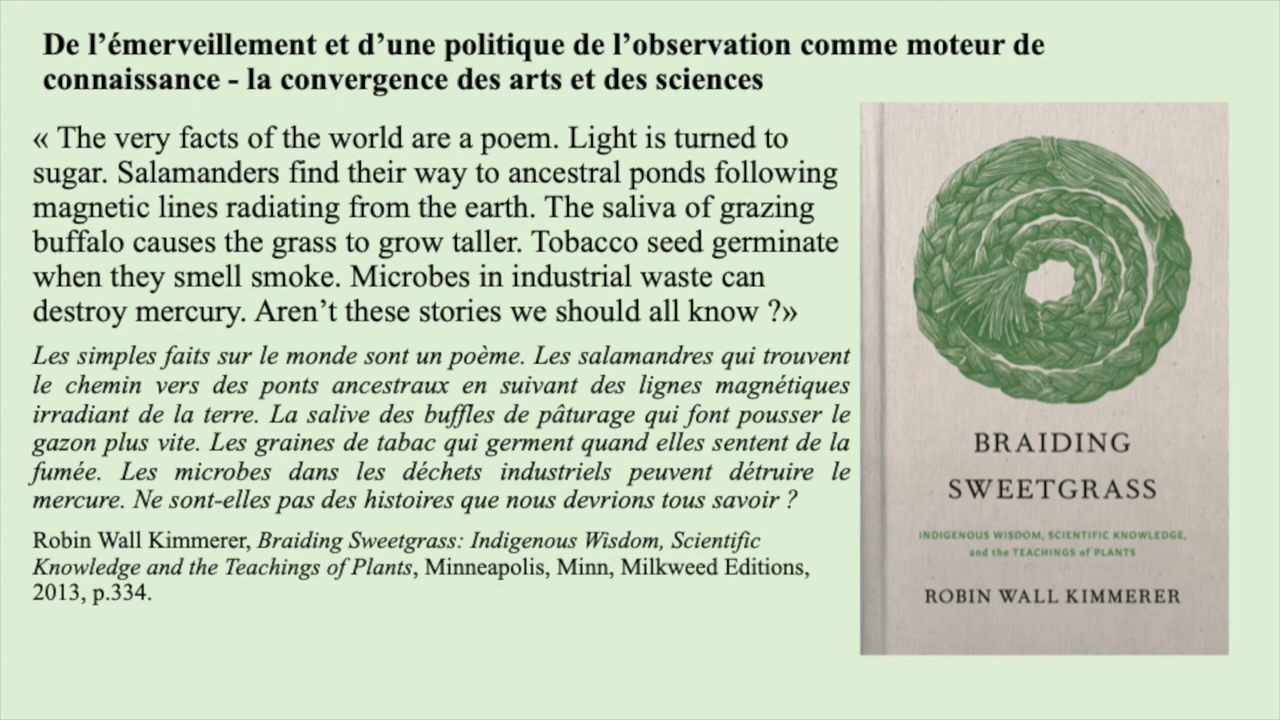 De l’émerveillement et d’une politique de l’observation comme moteur de
connaissance - la convergence des arts et des sciences
« The very facts of the world are a poem. Light is turned to
sugar. Salamanders find their way to ancestral ponds following
magnetic lines radiating from the earth. The saliva of grazing
buffalo causes the grass to grow taller. Tobacco seed germinate
when they smell smoke. Microbes in industrial waste can
destroy mercury. Aren’t these stories we should all know ?»
Les simples faits sur le monde sont un poème. Les salamandres qui trouvent
le chemin vers des ponts ancestraux en suivant des lignes magnétiques
irradiant de la terre. La salive des buffles de pâturage qui font pousser le
gazon plus vite. Les graines de tabac qui germent quand elles sentent de la
fumée. Les microbes dans les déchets industriels peuvent détruire le
mercure. Ne sont-elles pas des histoires que nous devrions tous savoir ?
Robin Wall Kimmerer, Braiding Sweetgrass: Indigenous Wisdom, Scientific
Knowledge and the Teachings of Plants, Minneapolis, Minn, Milkweed Editions,
2013, p.334.
BRAIDING
SWEETGRASS
INDIGENOUS WISDOM, SCIENTIFIC KNOWLEDGE,
and the TEACHINGS of PLANTS
ROBIN WALL KIMMERER